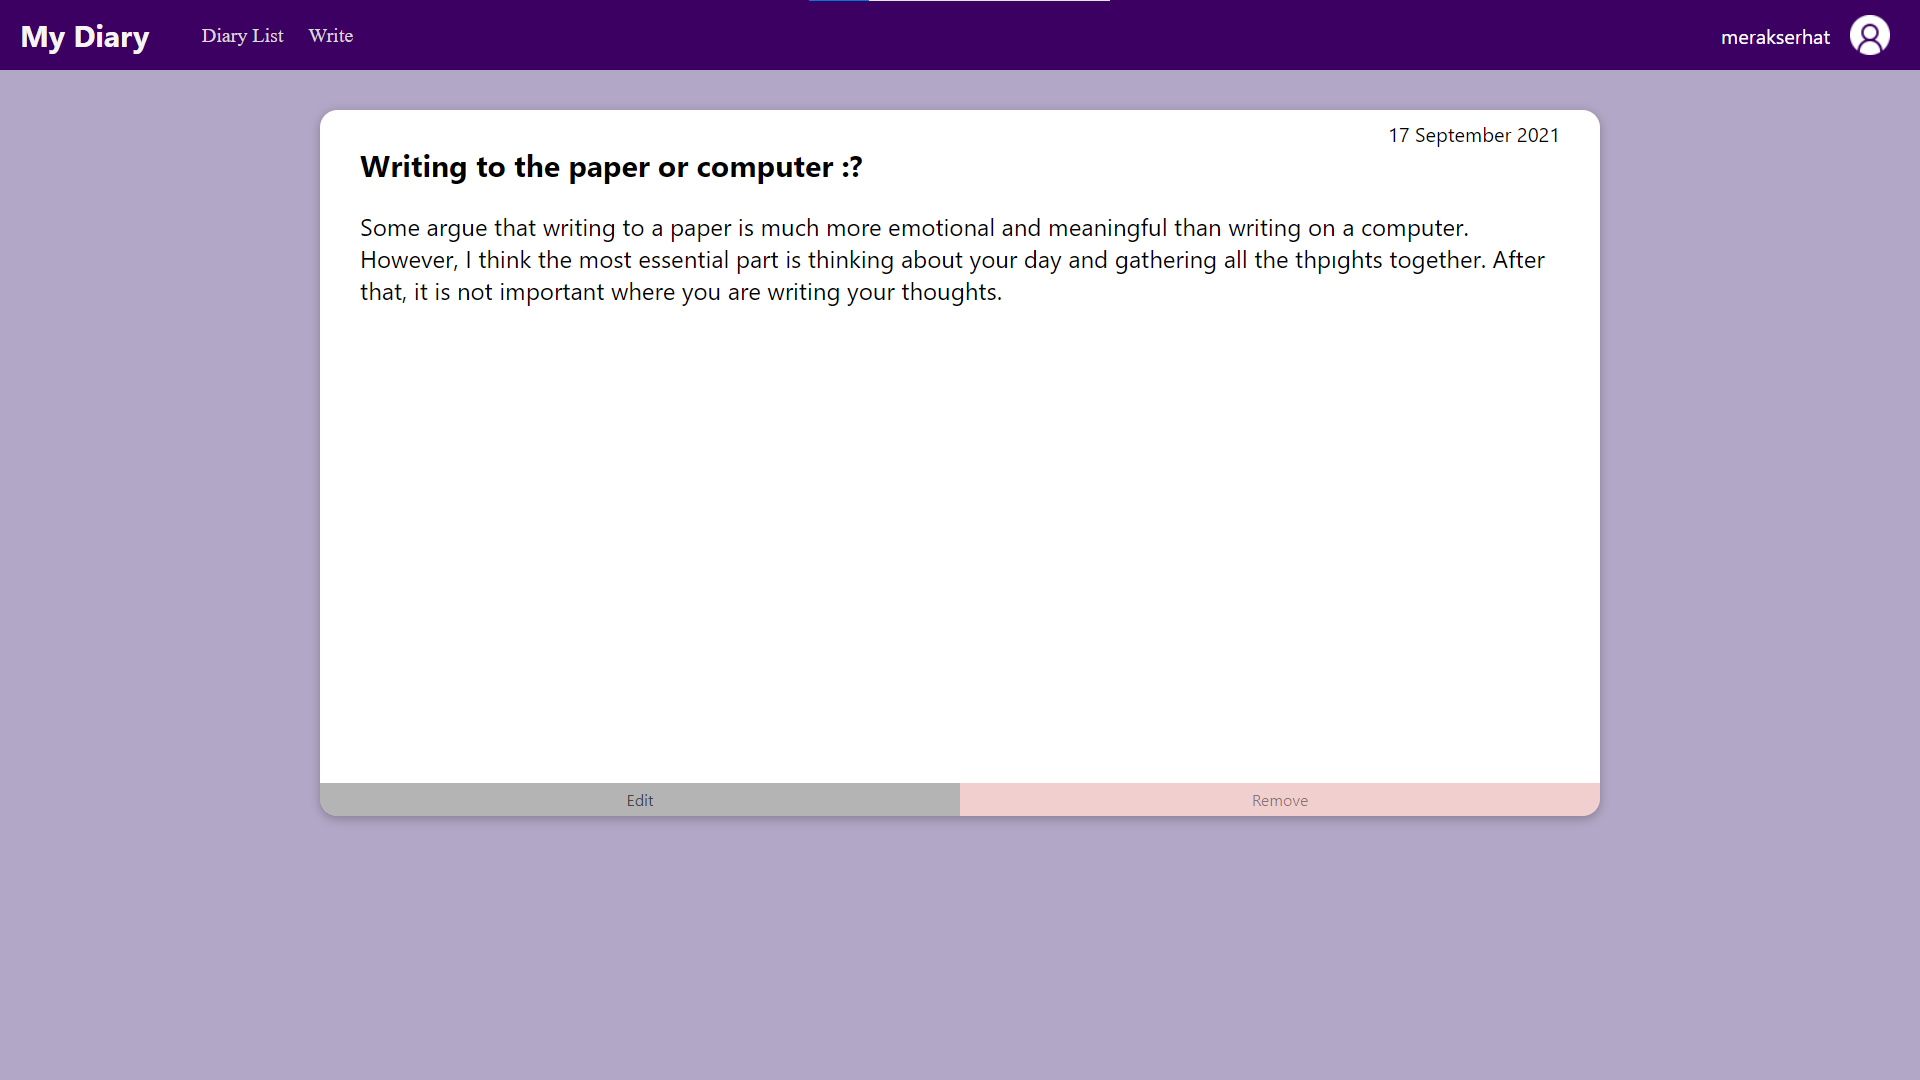 My Diary
Diary List
Write
merakserhat
17 September 2021
Writing to the paper or computer :?
Some argue that writing to a paper is much more emotional and meaningful than writing on a computer.
However, I think the most essential part is thinking about your day and gathering all the thpıghts together. After
that, it is not important where you are writing your thoughts.
Edit
Remove